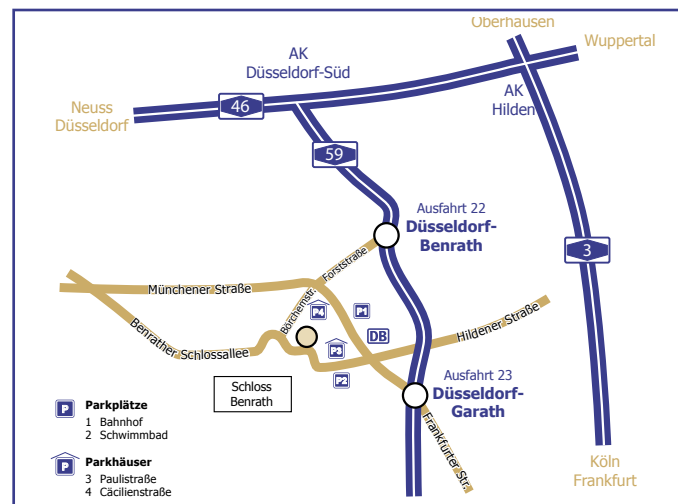 Oberhausen
Wuppertal
AK
Düsseldorf-Süd
AK
Hilden
Neuss
Düsseldorf
46
59
3
Ausfahrt 22
Düsseldorf-
Benrath
Forststraße
Börchemstr.
Münchener Straße
P4
P1
DB
Hildener Straße
Benrather Schlossallee
P3
P2
Schloss
Benrath
Ausfahrt 23
Düsseldorf-
Garath
Frankfurter Str.
Köln
Frankfurt
P Parkplätze
1 Bahnhof
2 Schwimmbad
P Parkhäuser
3 Paulistraße
4 Cäcilienstraße